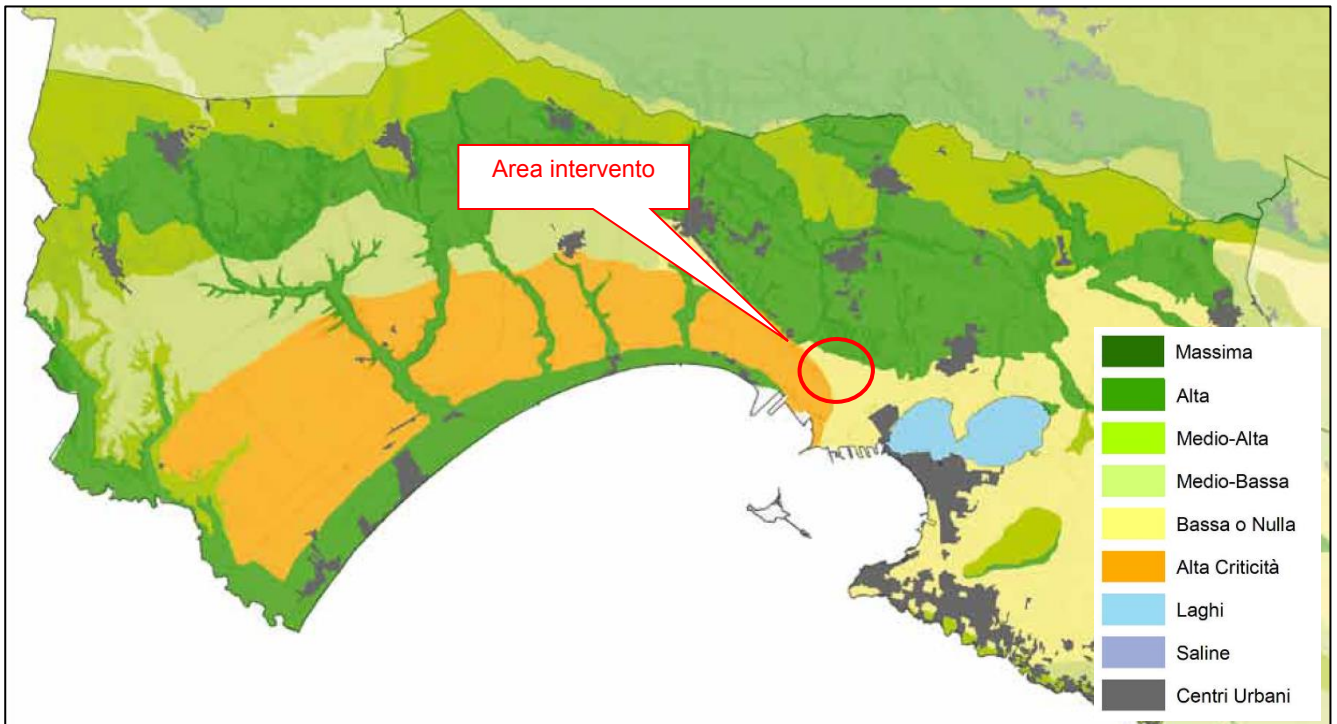 Area intervento
Massima
Alta
Medio-Alta
Medio-Bassa
Bassa o Nulla
Alta Criticità
Laghi
Saline
Centri Urbani